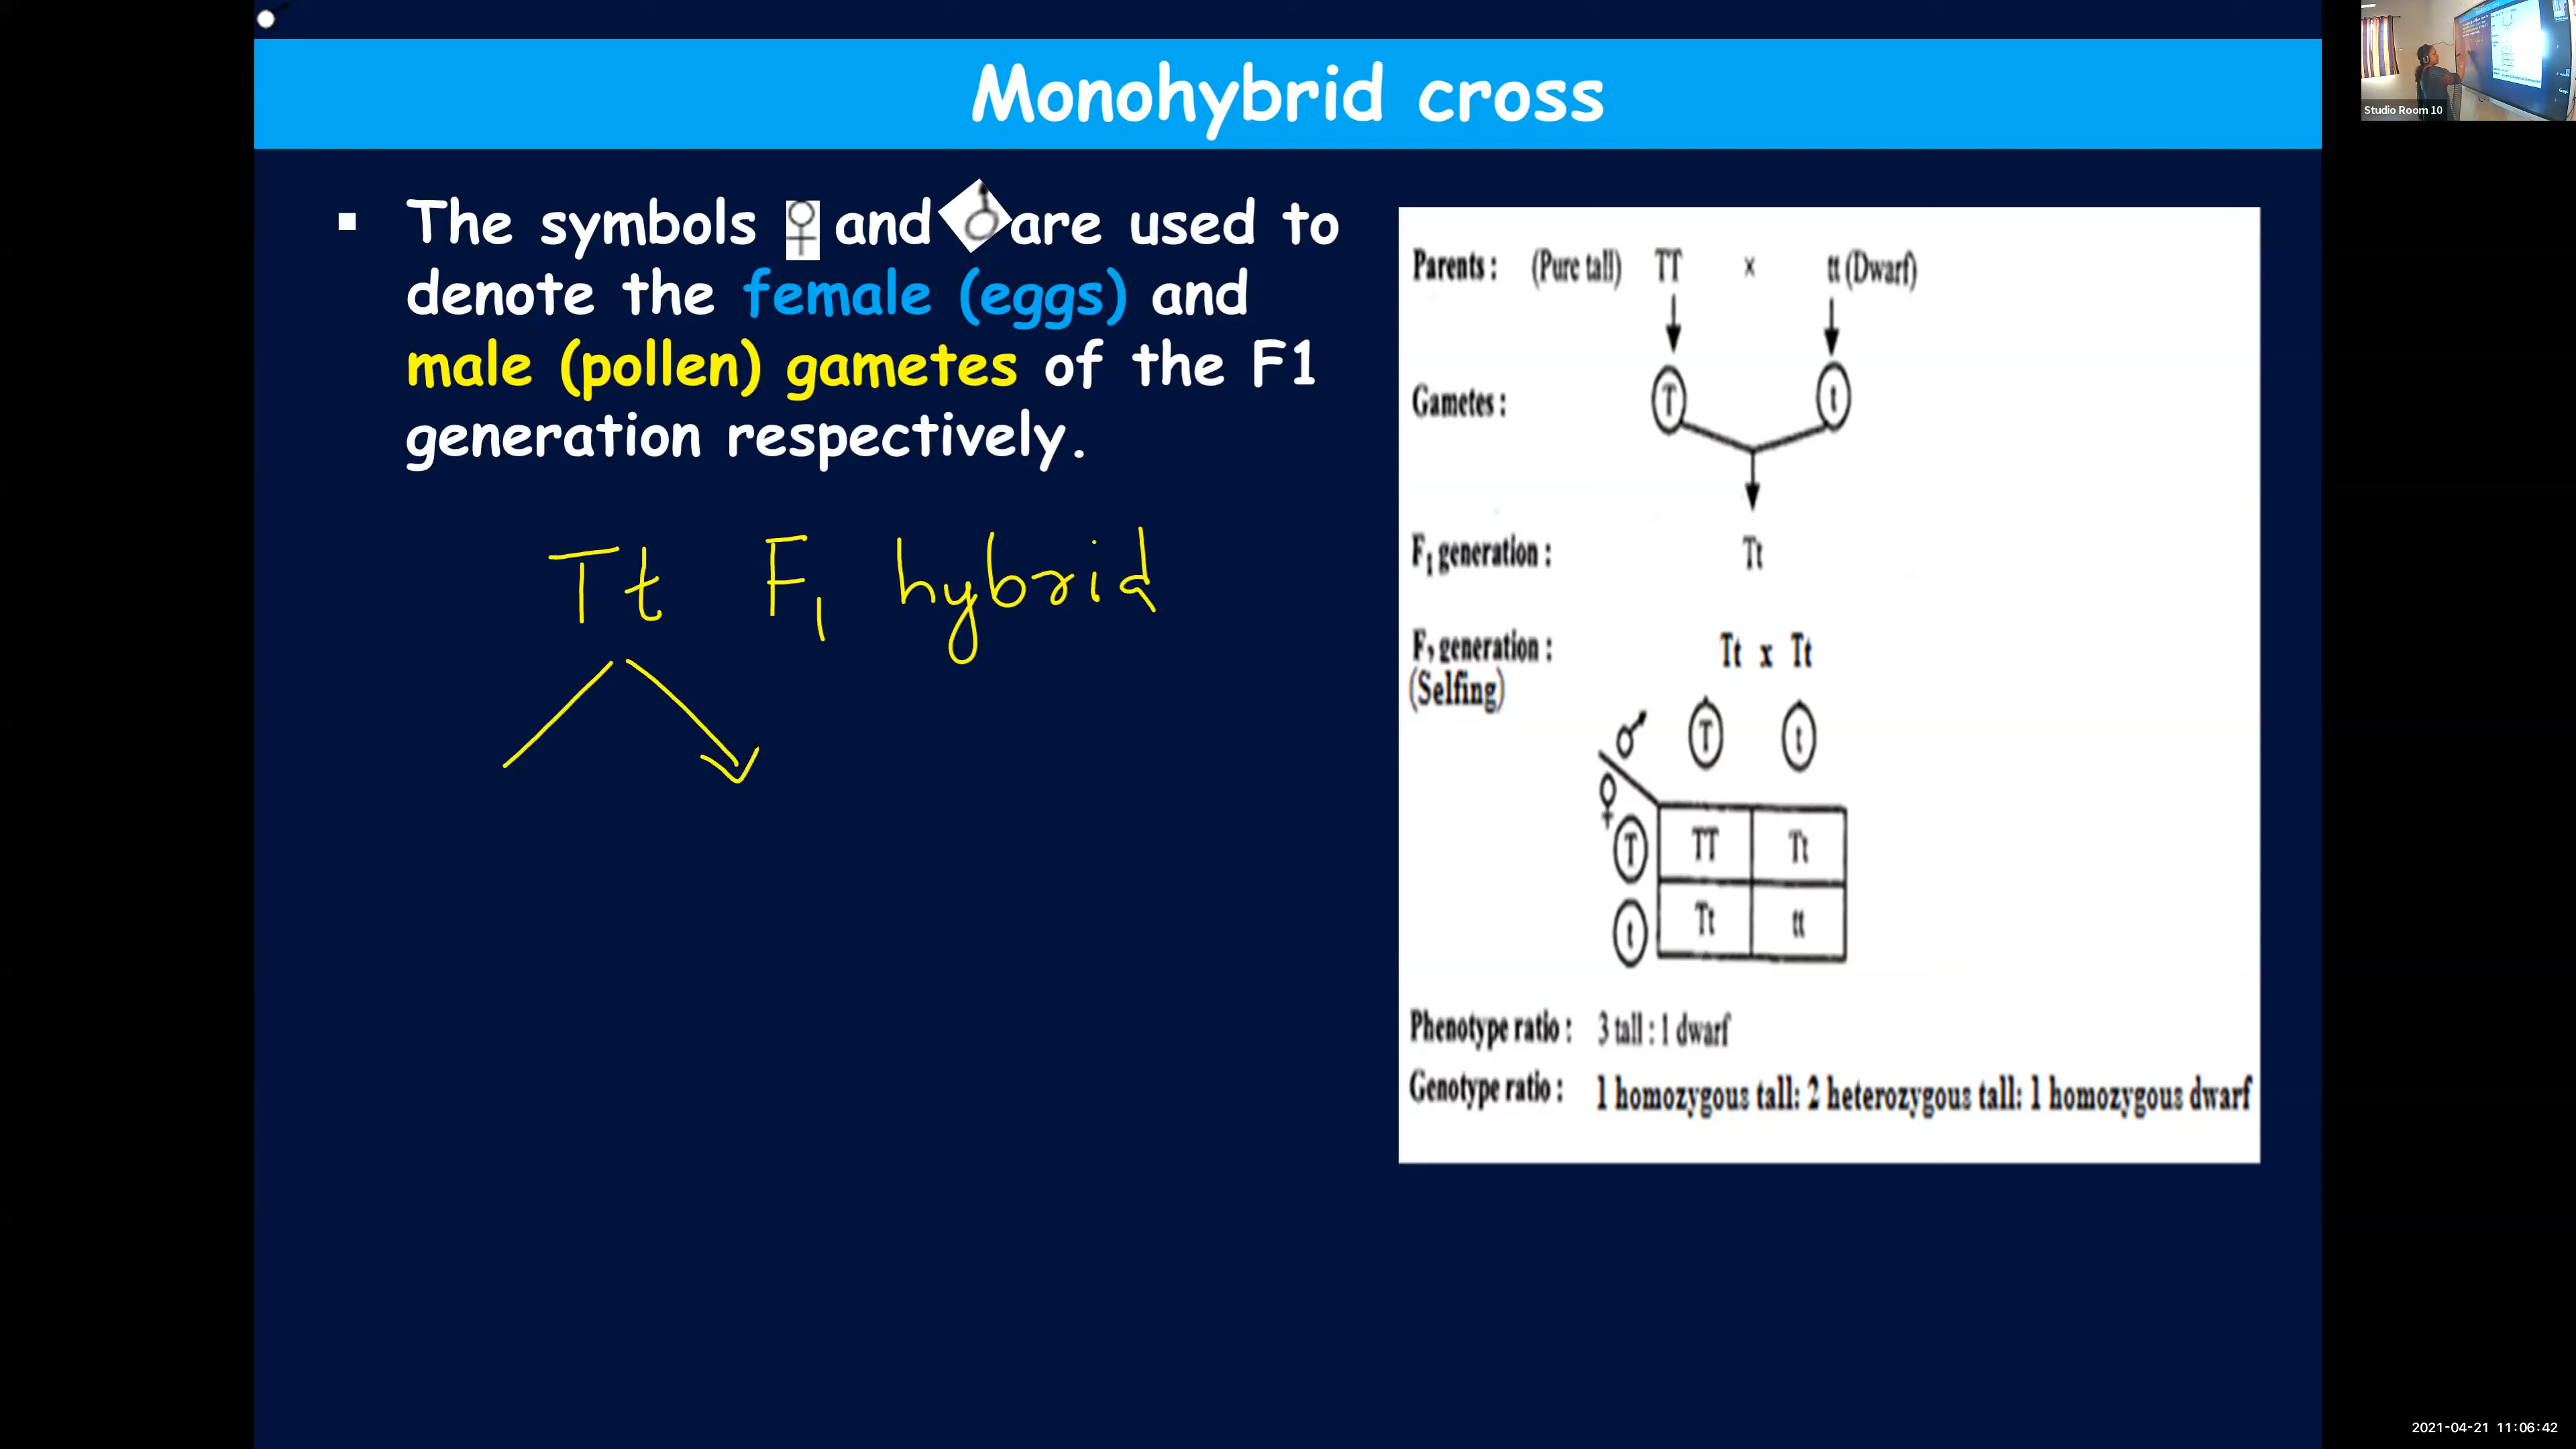 Monohybrid cross
▪ The symbols ♀ and ♂ are used to
denote the female (eggs) and
male (pollen) gametes of the F1
generation respectively.
Tt F₁ hybrid
Parents : (Pure tall) TT × tt (Dwarf)
Gametes : T t
F₁ generation : Tt
F₂ generation : Tt x Tt
(Selfing)
♂ T t
♀
T TT Tt
t Tt tt
Phenotype ratio : 3 tall : 1 dwarf
Genotype ratio : 1 homozygous tall: 2 heterozygous tall: 1 homozygous dwarf
Studio Room 10
2021-04-21 11:06:42